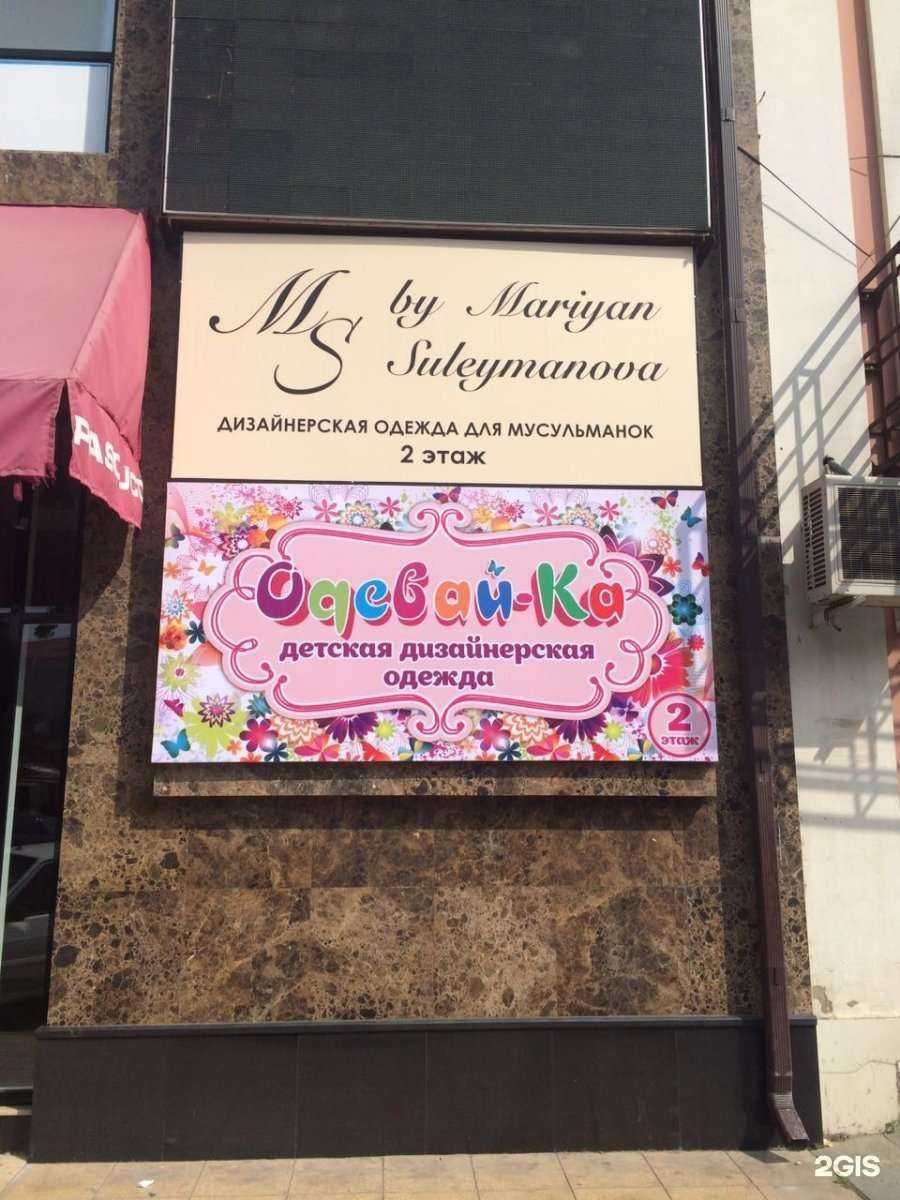 MS by Mariyan
Suleymanova
ДИЗАЙНЕРСКАЯ ОДЕЖДА ДЛЯ МУСУЛЬМАНОК
2 этаж
Одевай-Ка
детская дизайнерская
одежда
2
этаж
2GIS